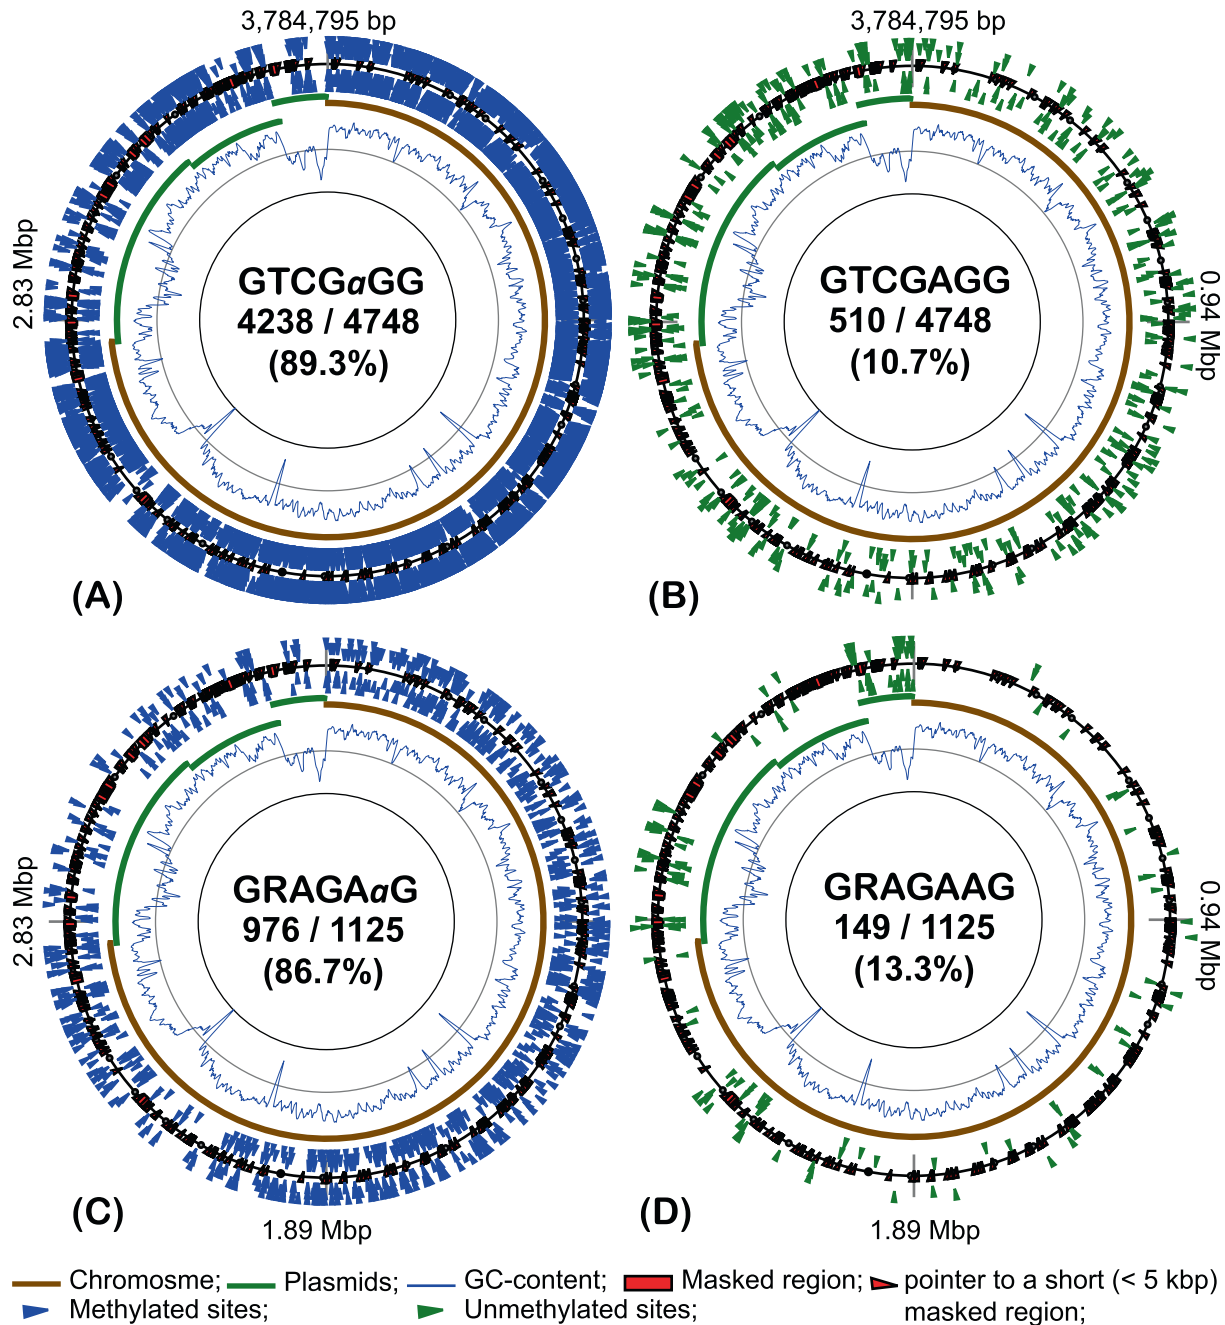 3,784,795 bp
3,784,795 bp
2.83 Mbp
GTCGaGG
4238 / 4748
(89.3%)
GTCGAGG
510 / 4748
(10.7%)
0.94 Mbp
(A)
(B)
2.83 Mbp
GRAGAaG
976 / 1125
(86.7%)
GRAGAAG
149 / 1125
(13.3%)
0.94 Mbp
(C)
(D)
1.89 Mbp
1.89 Mbp
Chromosme; Plasmids; GC-content; Masked region; pointer to a short (< 5 kbp)
Methylated sites; Unmethylated sites; masked region;